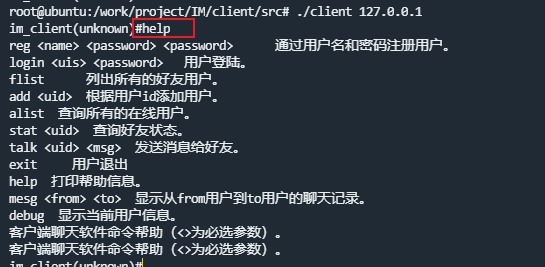 root@ubuntu:/work/project/IM/client/src# ./client 127.0.0.1
im_client(unknown)#help
reg <name> <password> <password> 通过用户名和密码注册用户。
login <uis> <password> 用户登陆。
flist 列出所有的好友用户。
add <uid> 根据用户id添加用户。
alist 查询所有的在线用户。
stat <uid> 查询好友状态。
talk <uid> <msg> 发送消息给好友。
exit 用户退出
help 打印帮助信息。
mesg <from> <to> 显示从from用户到to用户的聊天记录。
debug 显示当前用户信息。
客户端聊天软件命令帮助（<>为必选参数）。
客户端聊天软件命令帮助（<>为必选参数）。
im_client(unknown)#